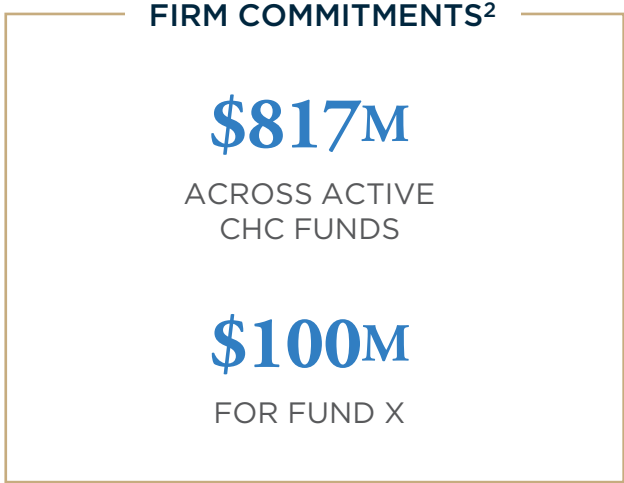 FIRM COMMITMENTS²
$817M
ACROSS ACTIVE
CHC FUNDS
$100M
FOR FUND X